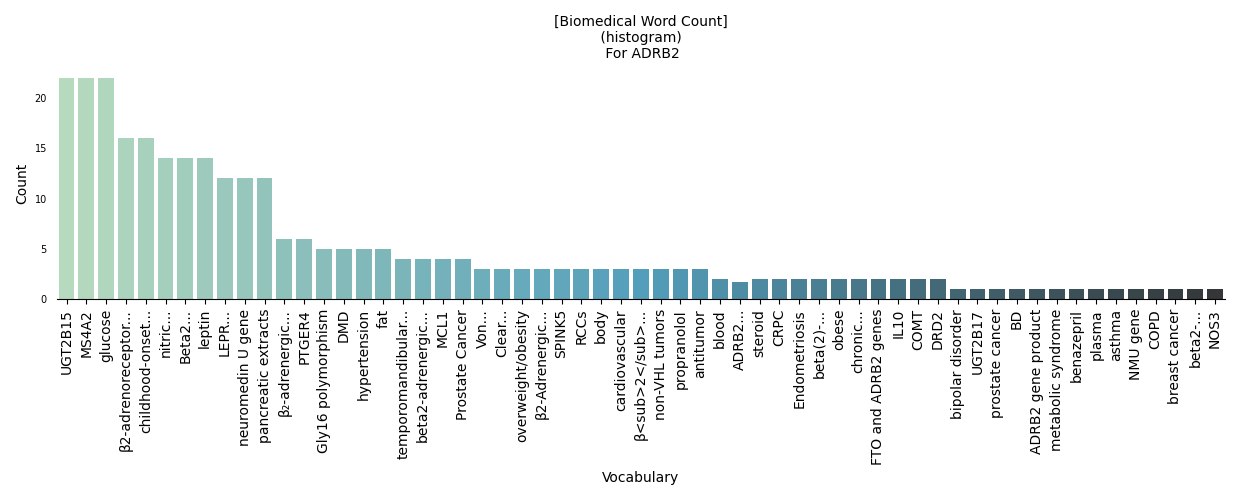 [Biomedical Word Count]
(histogram)
For ADRB2
Count
20
15
10
5
0
UGT2B15
MS4A2
glucose
β2-adrenoreceptor...
childhood-onset...
nitric...
Beta2...
leptin
LEPR...
neuromedin U gene
pancreatic extracts
β₂-adrenergic...
PTGER4
Gly16 polymorphism
DMD
hypertension
fat
temporomandibular...
beta2-adrenergic...
MCL1
Prostate Cancer
Von...
Clear...
overweight/obesity
β2-Adrenergic...
SPINK5
RCCs
body
cardiovascular
β<sub>2</sub>...
non-VHL tumors
propranolol
antitumor
blood
ADRB2...
steroid
CRPC
Endometriosis
beta(2)-...
obese
chronic...
FTO and ADRB2 genes
IL10
COMT
DRD2
bipolar disorder
UGT2B17
prostate cancer
BD
ADRB2 gene product
metabolic syndrome
benazepril
plasma
asthma
NMU gene
COPD
breast cancer
beta2-...
NOS3
Vocabulary